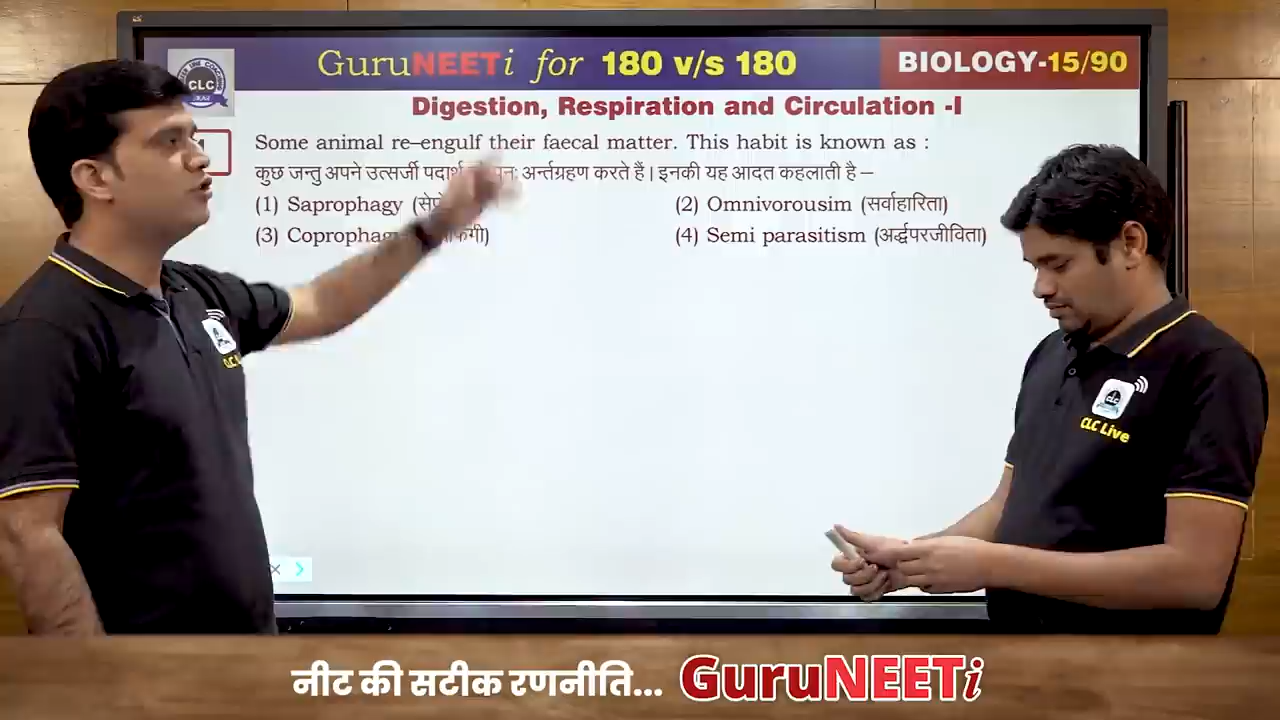 GuruNEETi for 180 v/s 180
BIOLOGY-15/90
CLC
Digestion, Respiration and Circulation -I
Some animal re–engulf their faecal matter. This habit is known as :
कुछ जन्तु अपने उत्सर्जी पदार्थ अर्न्तग्रहण करते हैं। इनकी यह आदत कहलाती है –
(1) Saprophagy
(2) Omnivorousim (सर्वाहारिता)
(3)
(4) Semi parasitism (अर्द्धपरजीविता)
CLC
CLC Live
नीट की सटीक रणनीति... GuruNEETi